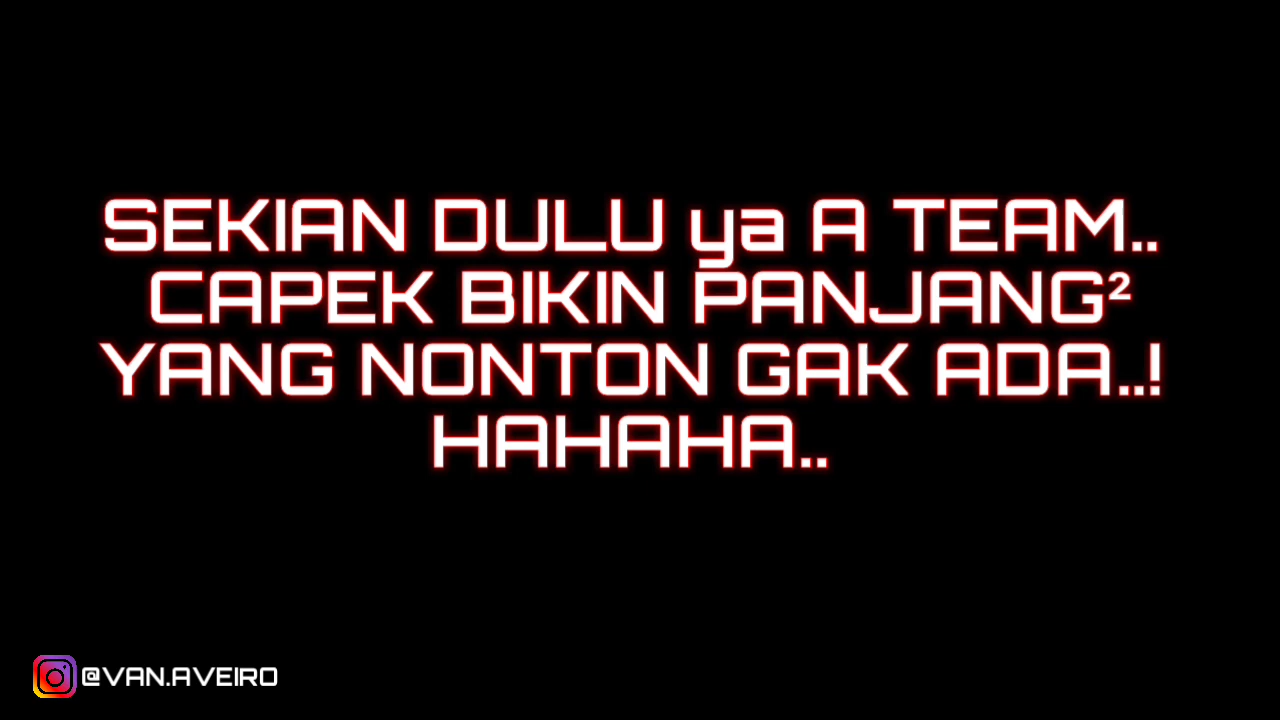 SEKIAN DULU ya A TEAM..
CAPEK BIKIN PANJANG²
YANG NONTON GAK ADA..!
HAHAHA..
@VAN.AVEIRO